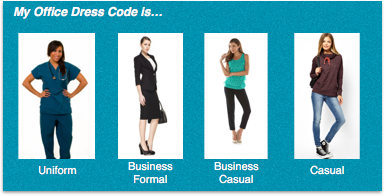 My Office Dress Code is...
Uniform
Business
Formal
Business
Casual
Casual